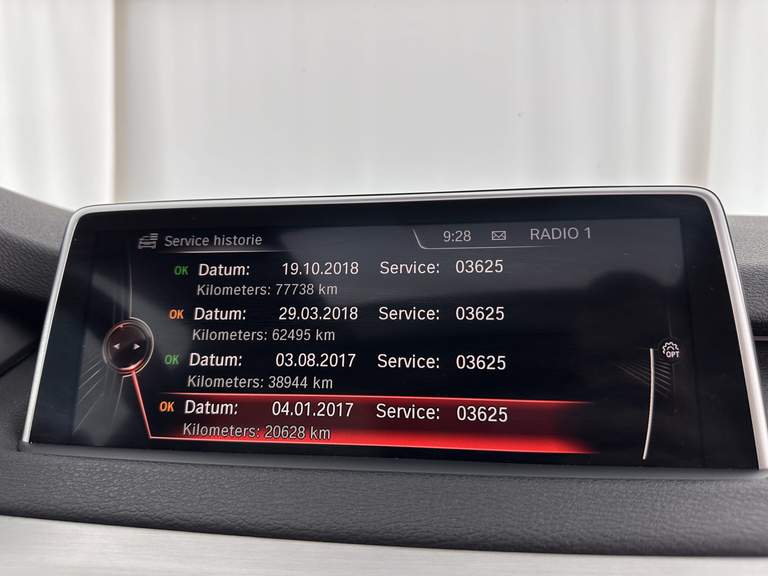 Service historie 9:28 RADIO 1
OK Datum: 19.10.2018 Service: 03625
Kilometers: 77738 km
OK Datum: 29.03.2018 Service: 03625
Kilometers: 62495 km
OK Datum: 03.08.2017 Service: 03625
Kilometers: 38944 km
OPT
OK Datum: 04.01.2017 Service: 03625
Kilometers: 20628 km